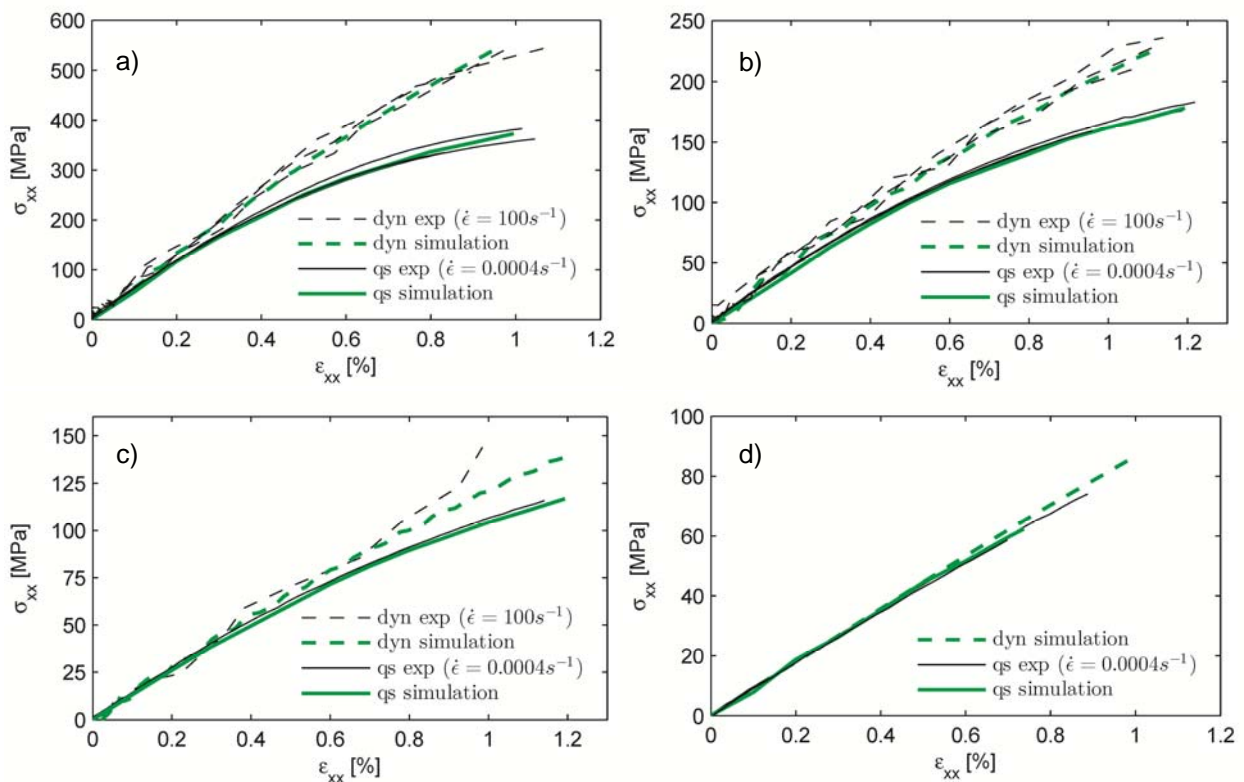 a)
600
500
400
300
200
100
0
σxx [MPa]
dyn exp (ε̇ = 100s⁻¹)
dyn simulation
qs exp (ε̇ = 0.0004s⁻¹)
qs simulation
0 0.2 0.4 0.6 0.8 1 1.2
εxx [%]
b)
250
200
150
100
50
0
σxx [MPa]
dyn exp (ε̇ = 100s⁻¹)
dyn simulation
qs exp (ε̇ = 0.0004s⁻¹)
qs simulation
0 0.2 0.4 0.6 0.8 1 1.2
εxx [%]
c)
150
125
100
75
50
25
0
σxx [MPa]
dyn exp (ε̇ = 100s⁻¹)
dyn simulation
qs exp (ε̇ = 0.0004s⁻¹)
qs simulation
0 0.2 0.4 0.6 0.8 1 1.2
εxx [%]
d)
100
80
60
40
20
0
σxx [MPa]
dyn simulation
qs exp (ε̇ = 0.0004s⁻¹)
qs simulation
0 0.2 0.4 0.6 0.8 1 1.2
εxx [%]